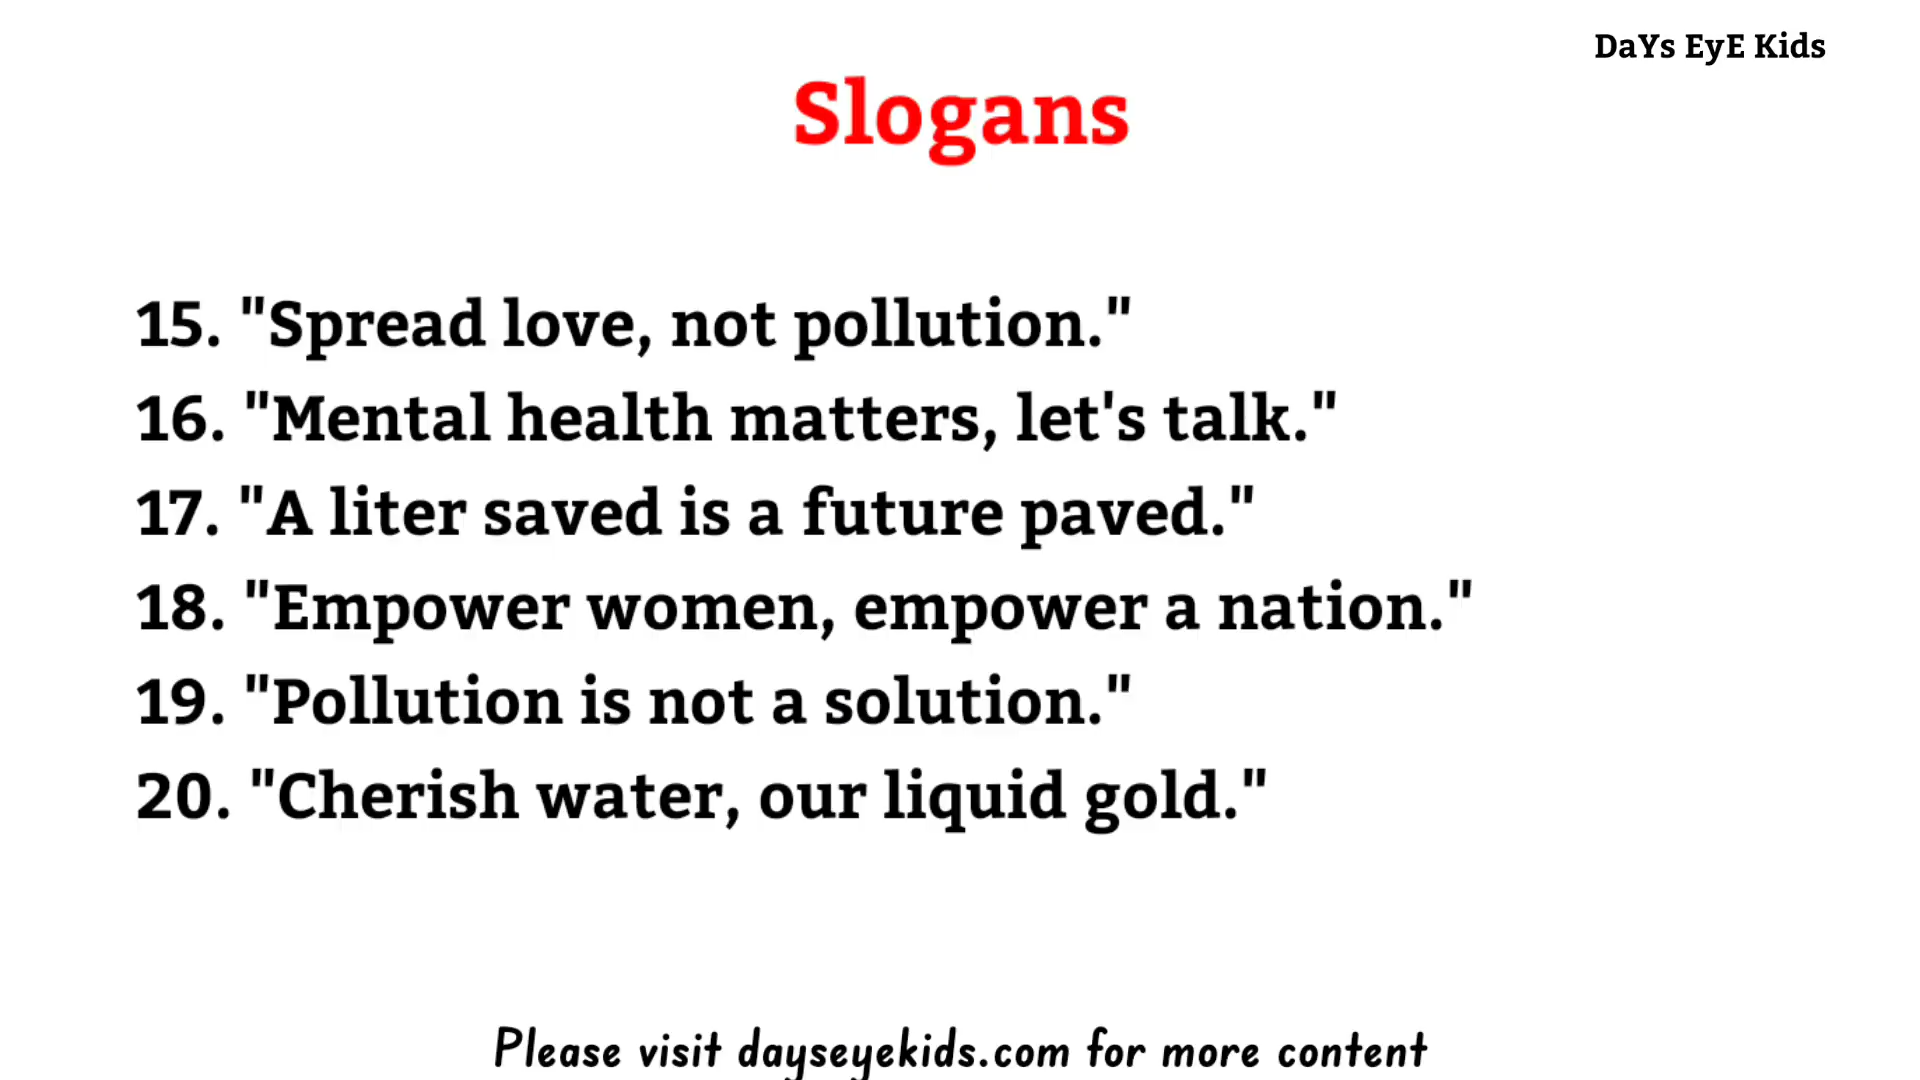 DaYs EyE Kids
Slogans
15. "Spread love, not pollution."
16. "Mental health matters, let's talk."
17. "A liter saved is a future paved."
18. "Empower women, empower a nation."
19. "Pollution is not a solution."
20. "Cherish water, our liquid gold."
Please visit dayseyekids.com for more content